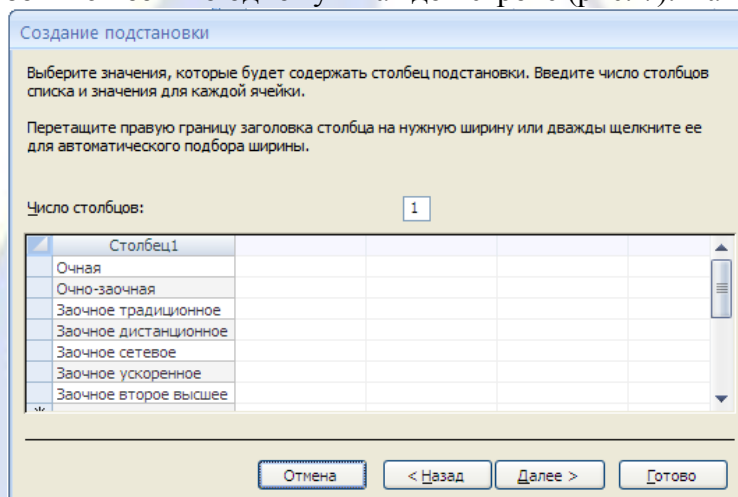 Создание подстановки
Выберите значения, которые будет содержать столбец подстановки. Введите число столбцов
списка и значения для каждой ячейки.
Перетащите правую границу заголовка столбца на нужную ширину или дважды щелкните ее
для автоматического подбора ширины.
Число столбцов: 1
Столбец1
Очная
Очно-заочная
Заочное традиционное
Заочное дистанционное
Заочное сетевое
Заочное ускоренное
Заочное второе высшее
Отмена < Назад Далее > Готово